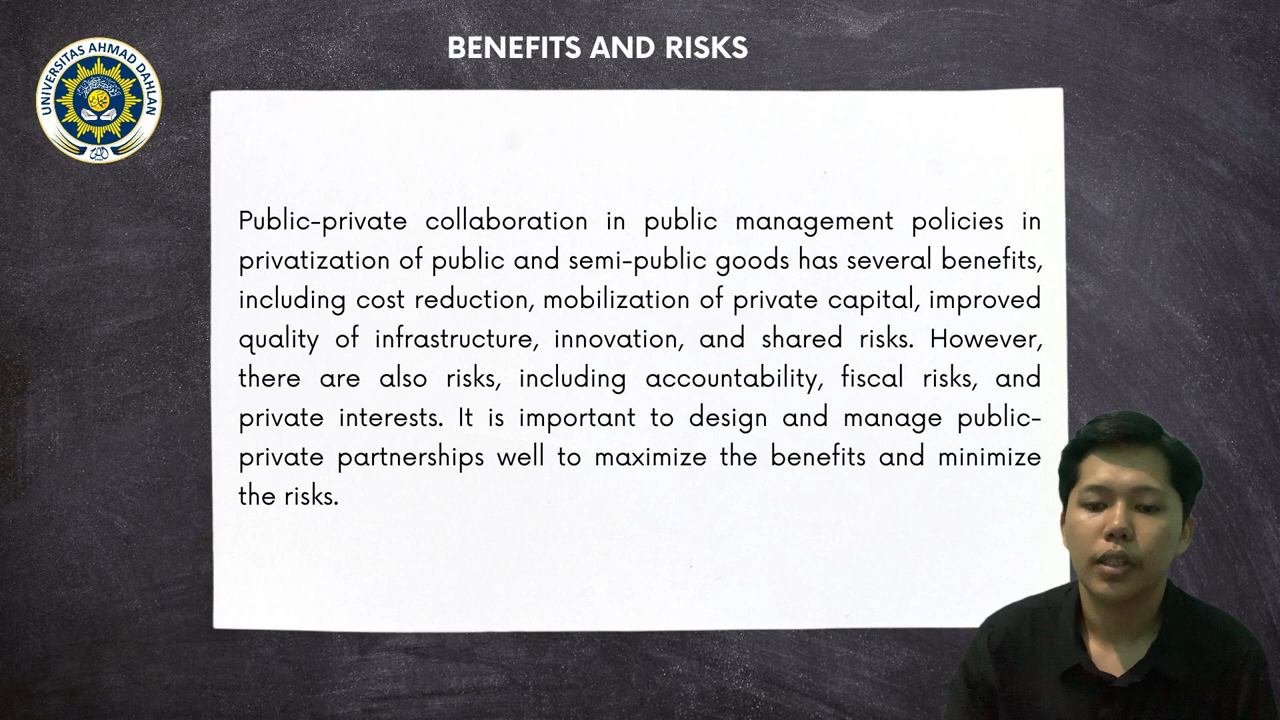 UNIVERSITAS AHMAD DAHLAN
BENEFITS AND RISKS
Public-private collaboration in public management policies in
privatization of public and semi-public goods has several benefits,
including cost reduction, mobilization of private capital, improved
quality of infrastructure, innovation, and shared risks. However,
there are also risks, including accountability, fiscal risks, and
private interests. It is important to design and manage public-
private partnerships well to maximize the benefits and minimize
the risks.